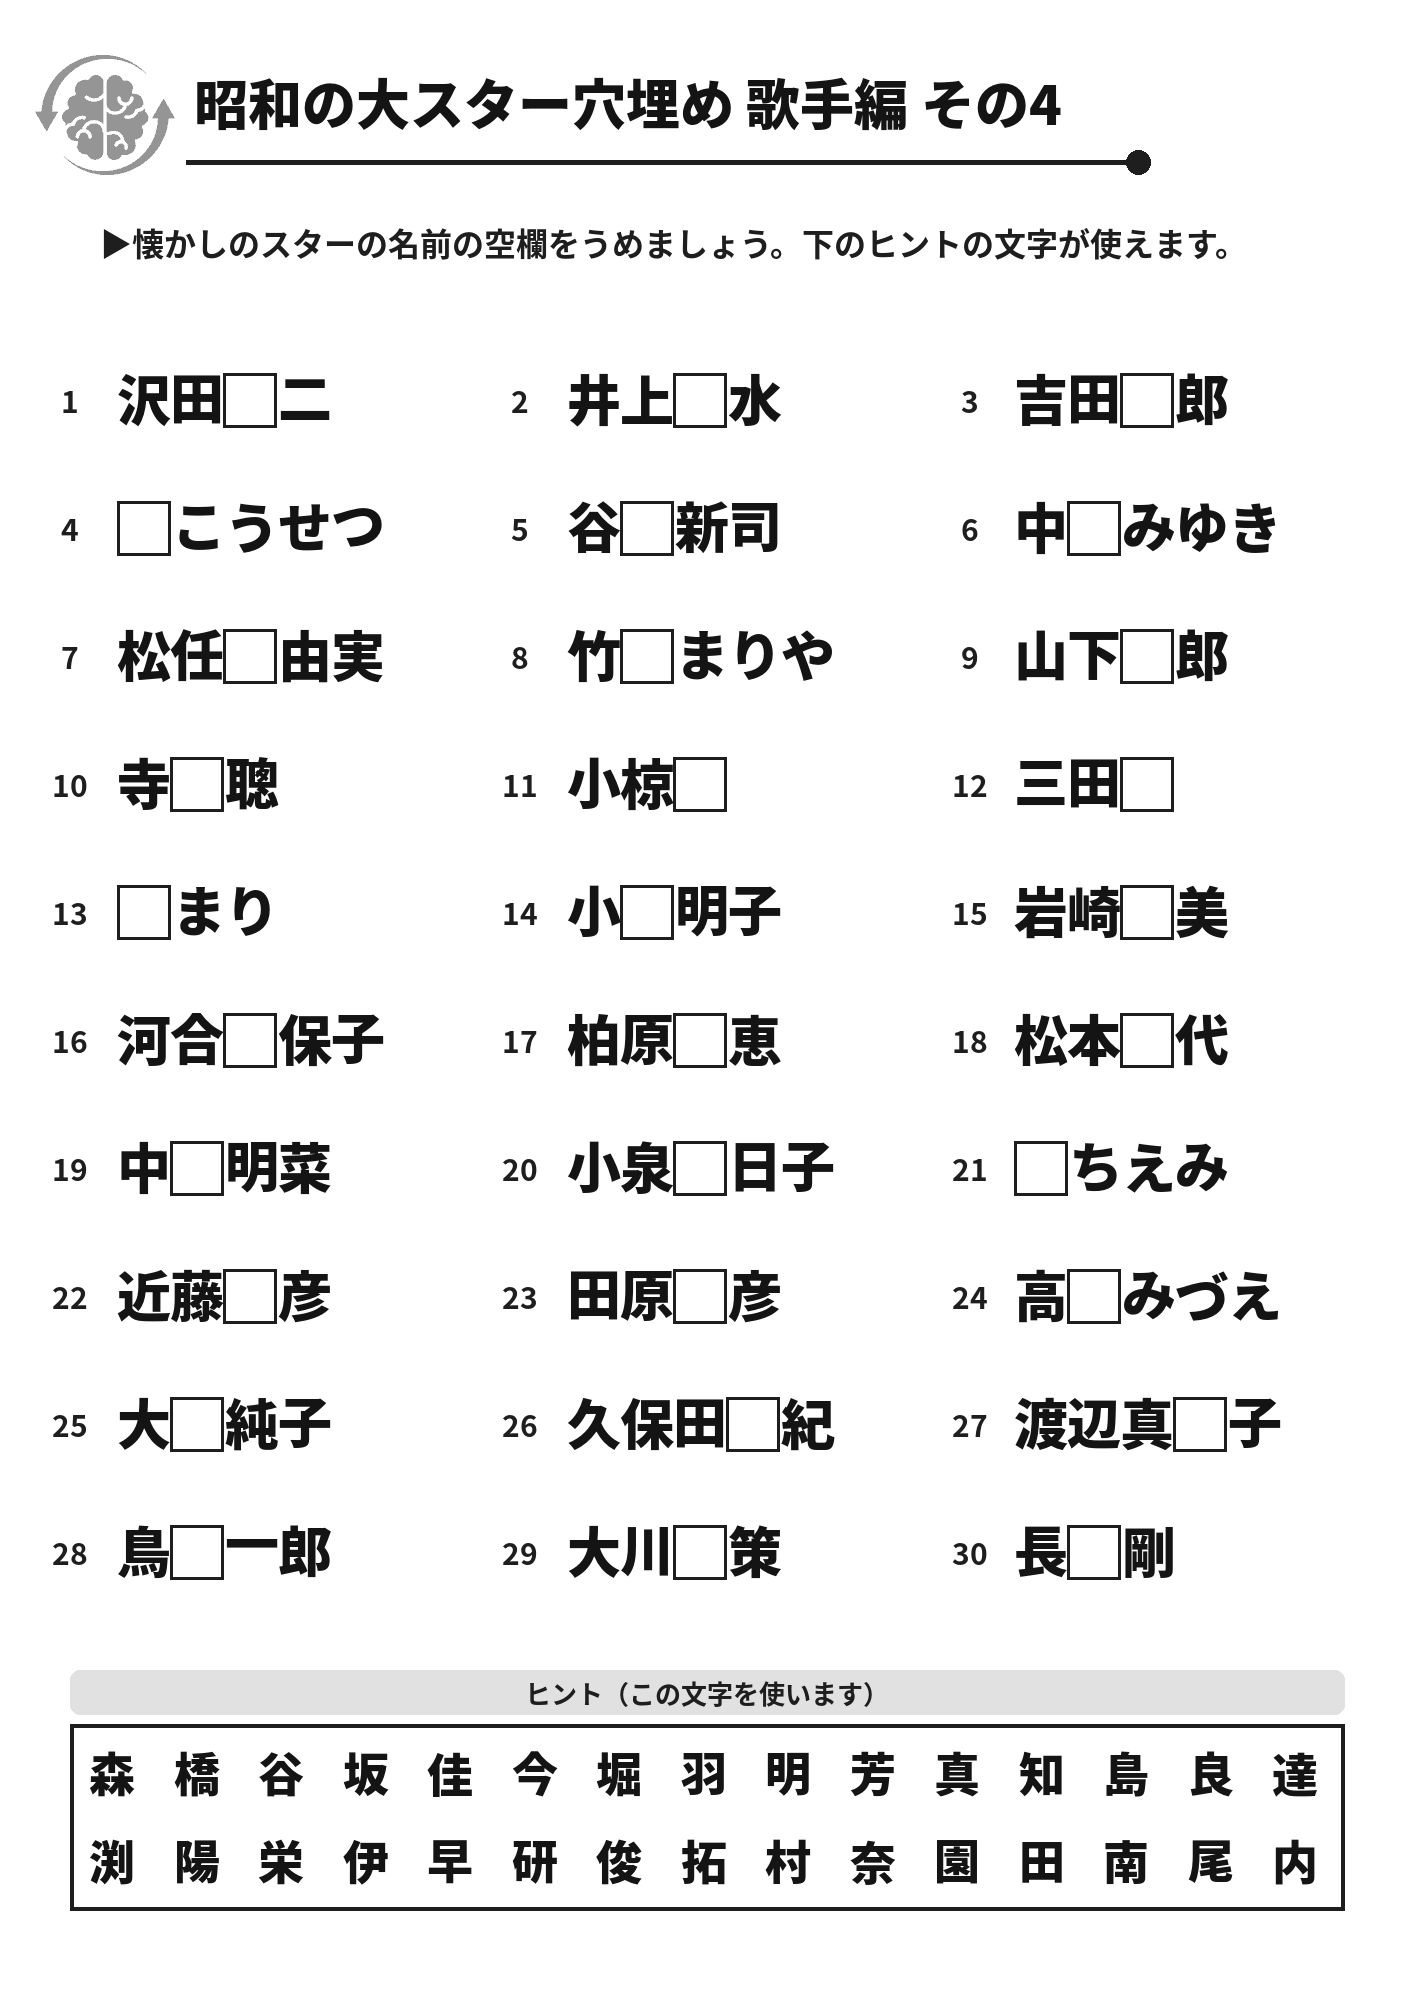 昭和の大スター穴埋め 歌手編 その4
▶懐かしのスターの名前の空欄をうめましょう。下のヒントの文字が使えます。
1 沢田□二 2 井上□水 3 吉田□郎
4 □こうせつ 5 谷□新司 6 中□みゆき
7 松任□由実 8 竹□まりや 9 山下□郎
10 寺□聰 11 小椋□ 12 三田□
13 □まり 14 小□明子 15 岩崎□美
16 河合□保子 17 柏原□恵 18 松本□代
19 中□明菜 20 小泉□日子 21 □ちえみ
22 近藤□彦 23 田原□彦 24 高□みづえ
25 大□純子 26 久保田□紀 27 渡辺真□子
28 鳥□一郎 29 大川□策 30 長□剛
ヒント（この文字を使います）
森 橋 谷 坂 佳 今 堀 羽 明 芳 真 知 島 良 達
渕 陽 栄 伊 早 研 俊 拓 村 奈 園 田 南 尾 内